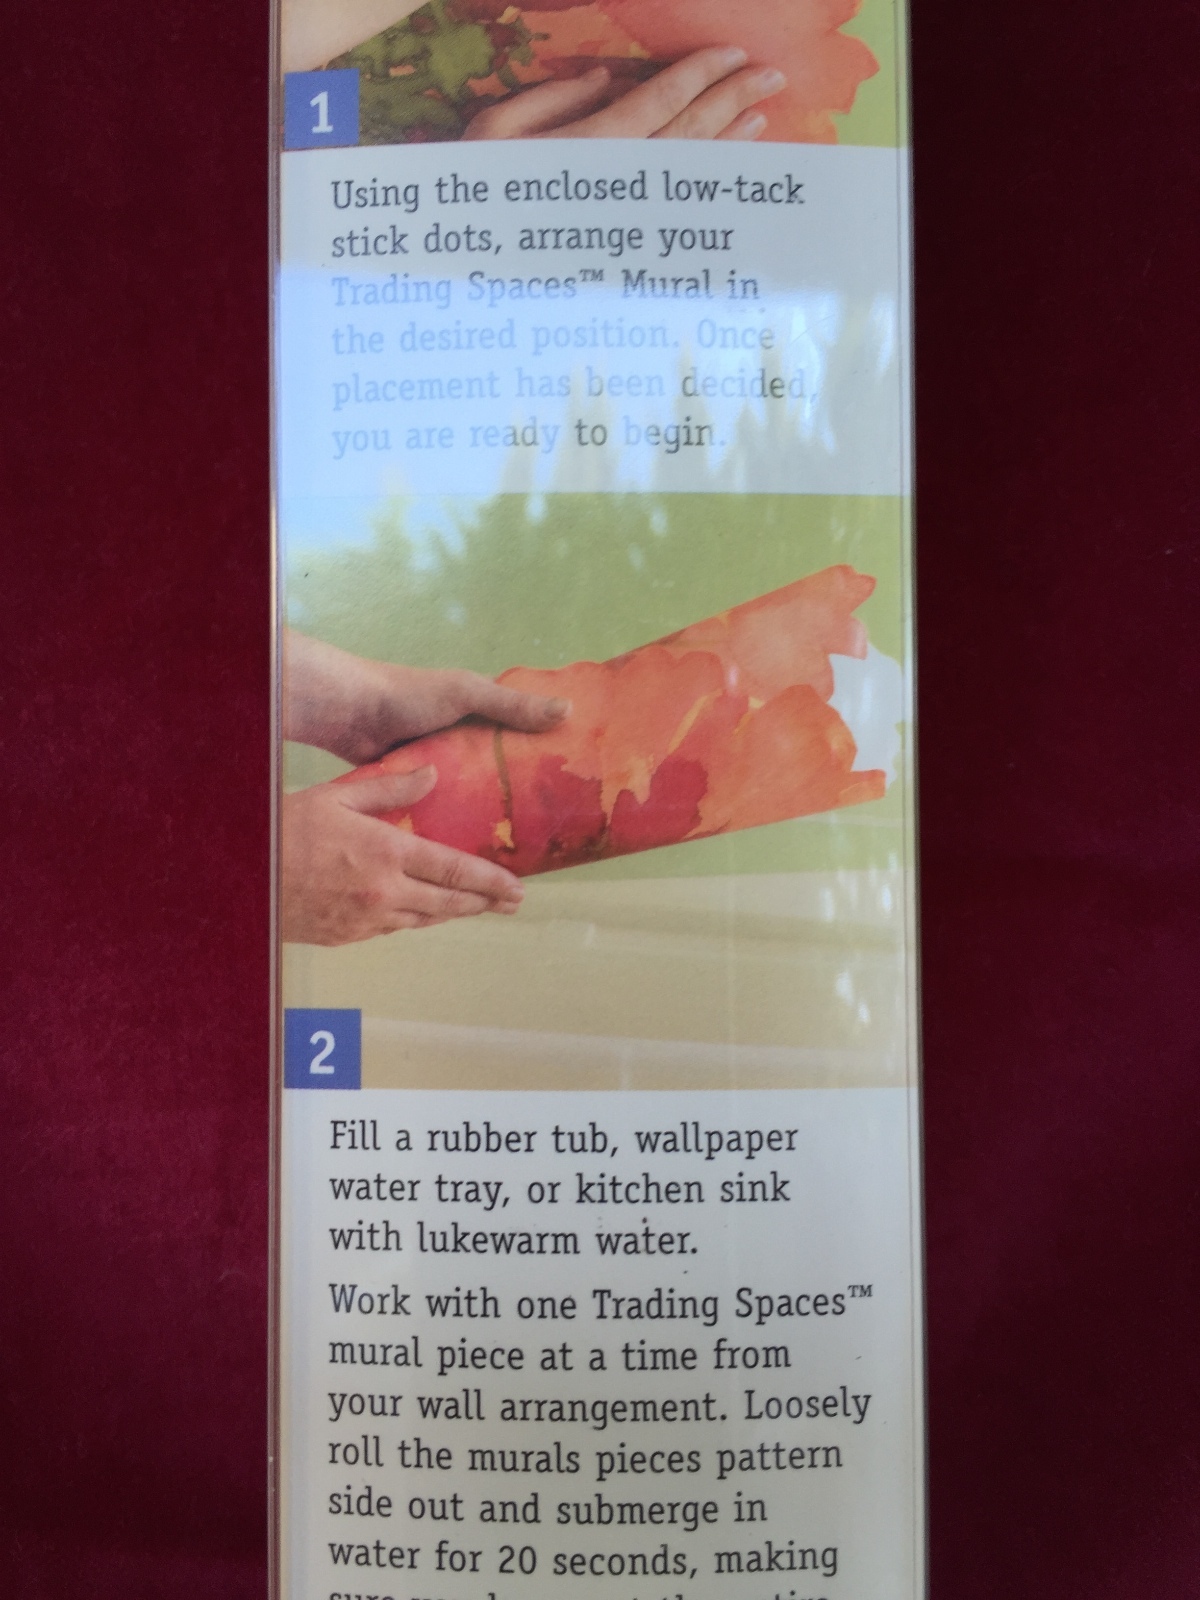 1
Using the enclosed low-tack
stick dots, arrange your
Trading Spaces™ Mural in
the desired position. Once
placement has been decided,
you are ready to begin.
2
Fill a rubber tub, wallpaper
water tray, or kitchen sink
with lukewarm water.
Work with one Trading Spaces™
mural piece at a time from
your wall arrangement. Loosely
roll the murals pieces pattern
side out and submerge in
water for 20 seconds, making